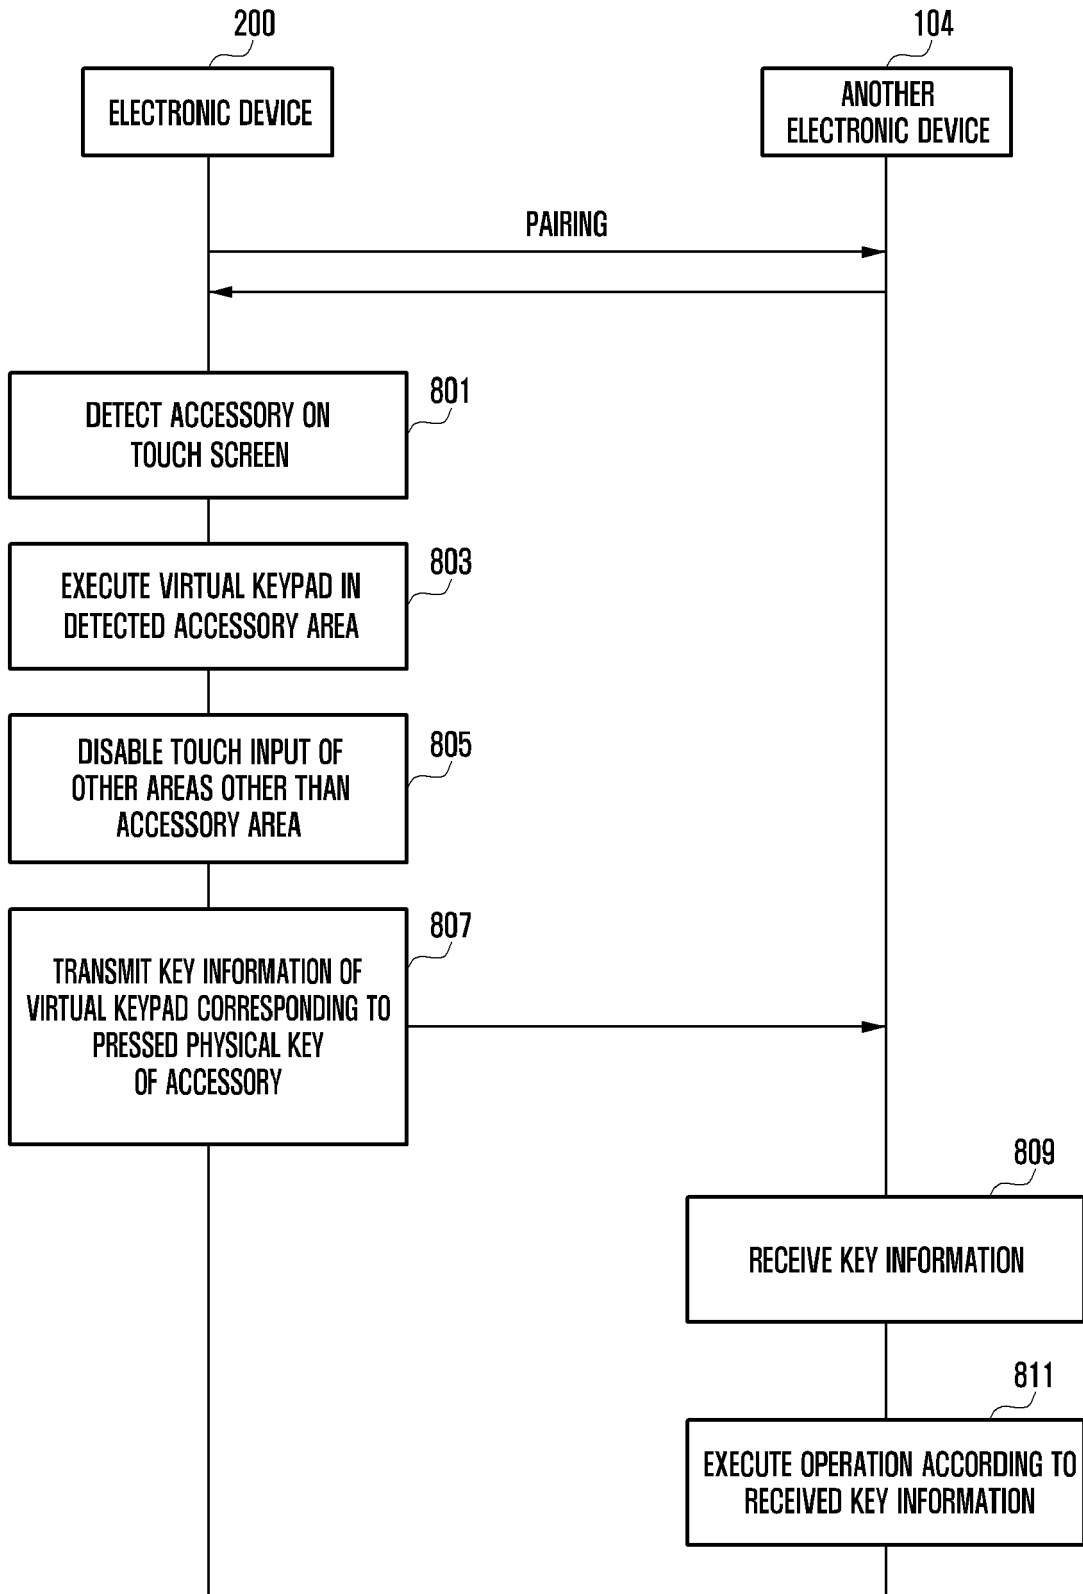 200
104
ELECTRONIC DEVICE
ANOTHER
ELECTRONIC DEVICE
PAIRING
801
DETECT ACCESSORY ON
TOUCH SCREEN
803
EXECUTE VIRTUAL KEYPAD IN
DETECTED ACCESSORY AREA
805
DISABLE TOUCH INPUT OF
OTHER AREAS OTHER THAN
ACCESSORY AREA
807
TRANSMIT KEY INFORMATION OF
VIRTUAL KEYPAD CORRESPONDING TO
PRESSED PHYSICAL KEY
OF ACCESSORY
809
RECEIVE KEY INFORMATION
811
EXECUTE OPERATION ACCORDING TO
RECEIVED KEY INFORMATION